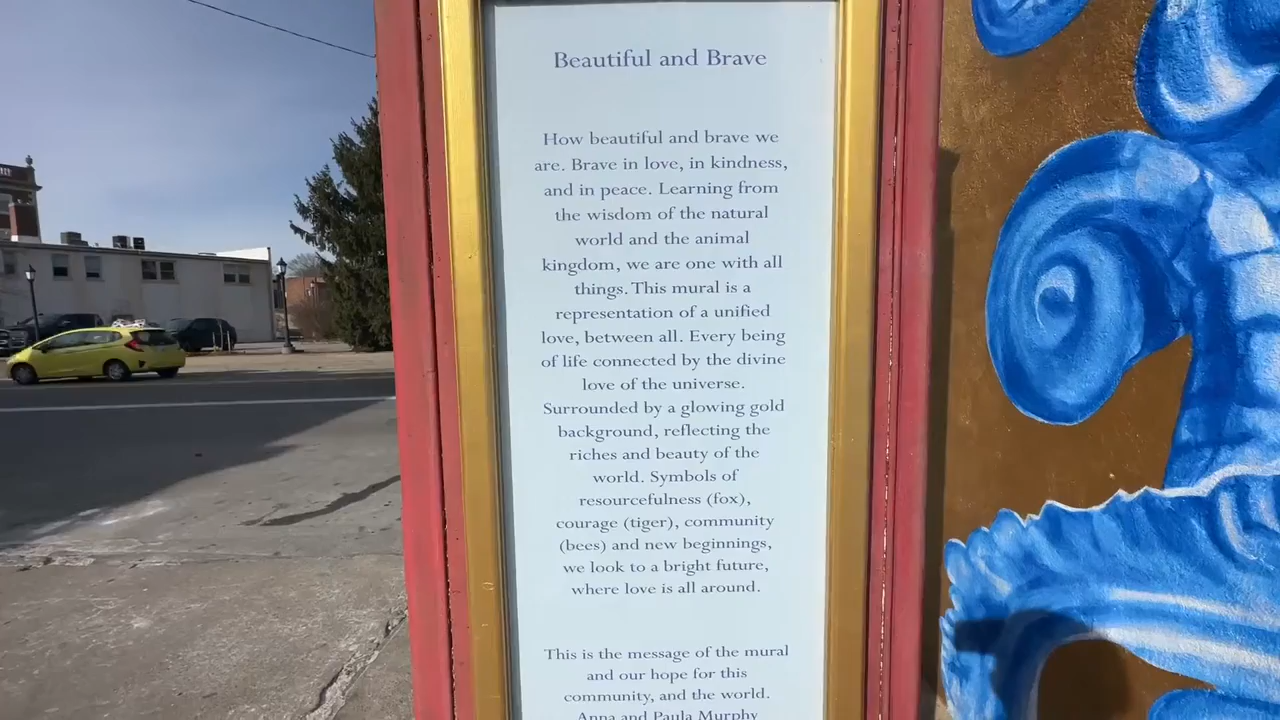 Beautiful and Brave
How beautiful and brave we
are. Brave in love, in kindness,
and in peace. Learning from
the wisdom of the natural
world and the animal
kingdom, we are one with all
things. This mural is a
representation of a unified
love, between all. Every being
of life connected by the divine
love of the universe.
Surrounded by a glowing gold
background, reflecting the
riches and beauty of the
world. Symbols of
resourcefulness (fox),
courage (tiger), community
(bees) and new beginnings,
we look to a bright future,
where love is all around.
This is the message of the mural
and our hope for this
community, and the world.
Anna and Paula Murphy